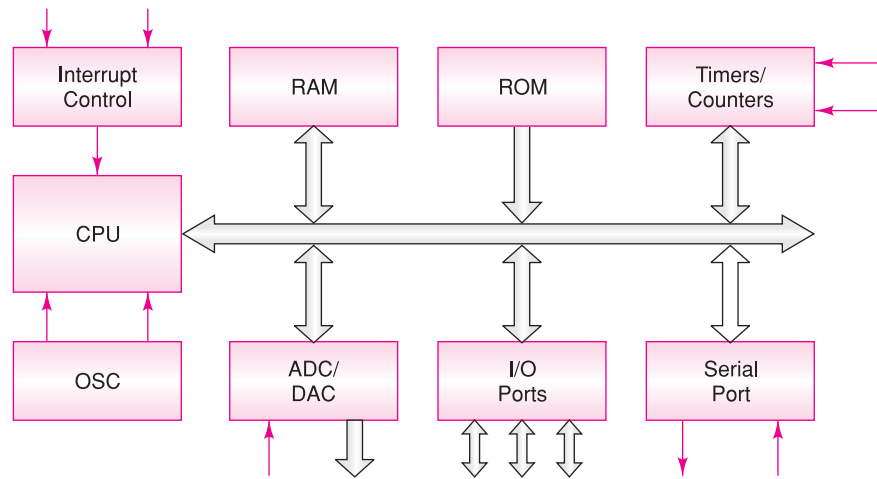 Interrupt
Control
RAM
ROM
Timers/
Counters
CPU
OSC
ADC/
DAC
I/O
Ports
Serial
Port